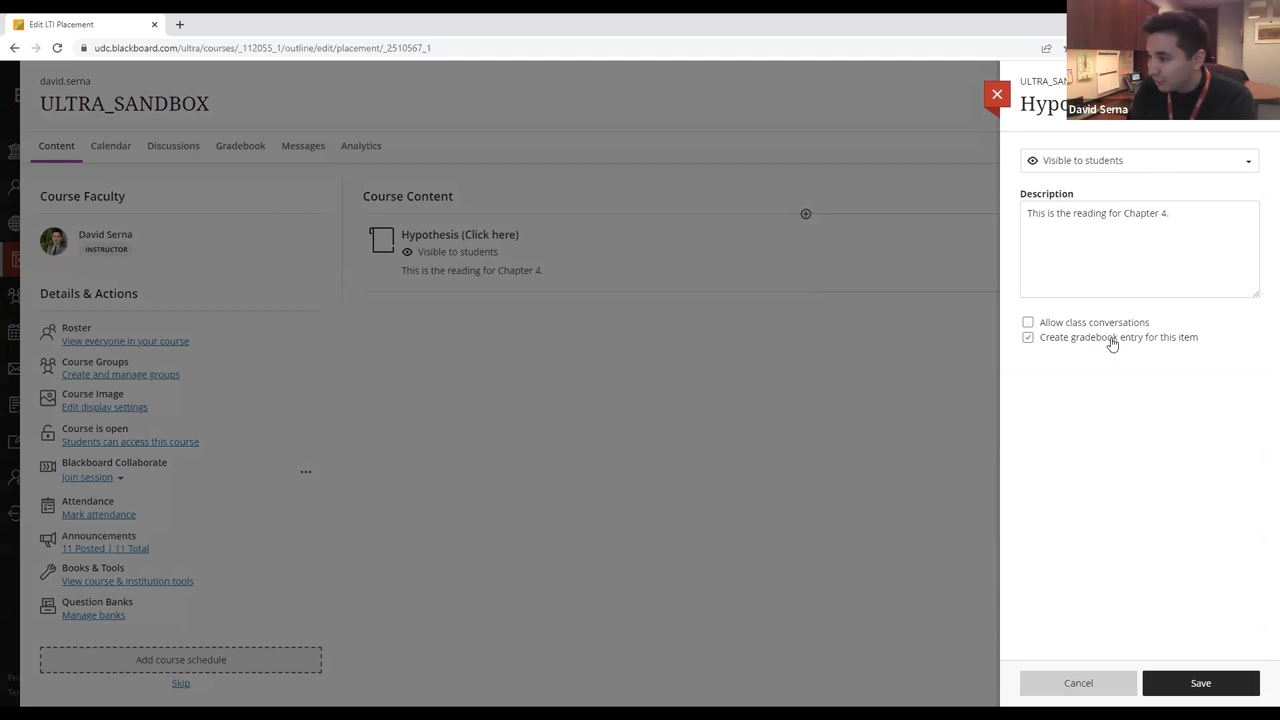 Edit LTI Placement
udc.blackboard.com/ultra/courses/_112055_1/outline/edit/placement/_2510567_1
david.serna
ULTRA_SANDBOX
Content
Calendar
Discussions
Gradebook
Messages
Analytics
Course Faculty
David Serna
INSTRUCTOR
Details & Actions
Roster
View everyone in your course
Course Groups
Create and manage groups
Course Image
Edit display settings
Course is open
Students can access this course
Blackboard Collaborate
Join session
Attendance
Mark attendance
Announcements
11 Posted | 11 Total
Books & Tools
View course & institution tools
Question Banks
Manage banks
Add course schedule
Skip
Course Content
Hypothesis (Click here)
Visible to students
This is the reading for Chapter 4.
ULTRA_SAN
Hypo
David Serna
Visible to students
Description
This is the reading for Chapter 4.
Allow class conversations
Create gradebook entry for this item
Cancel
Save